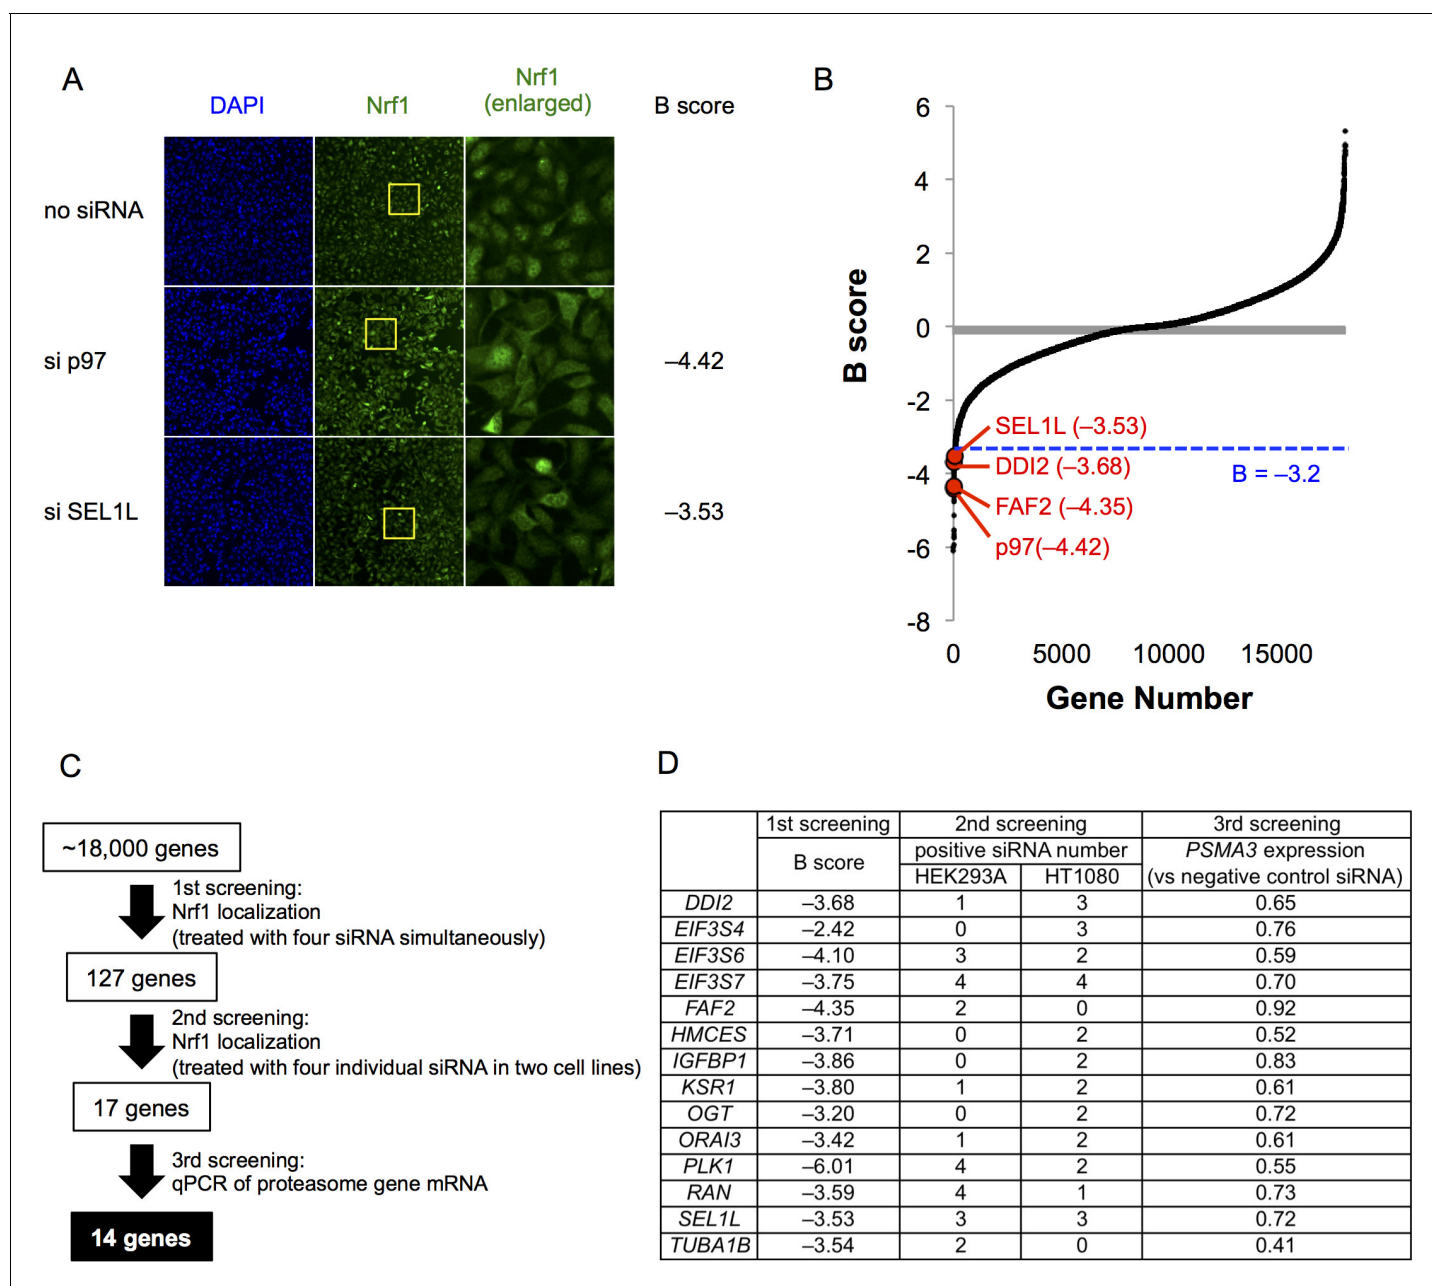 A
DAPI
Nrf1
Nrf1
(enlarged)
B score
no siRNA
si p97
–4.42
si SEL1L
–3.53
B
6
4
2
0
-2
-4
-6
-8
B score
SEL1L (–3.53)
DDI2 (–3.68)
B = –3.2
FAF2 (–4.35)
p97(–4.42)
0 5000 10000 15000
Gene Number
C
~18,000 genes
1st screening:
Nrf1 localization
(treated with four siRNA simultaneously)
127 genes
2nd screening:
Nrf1 localization
(treated with four individual siRNA in two cell lines)
17 genes
3rd screening:
qPCR of proteasome gene mRNA
14 genes
D
1st screening 2nd screening 3rd screening
B score positive siRNA number PSMA3 expression
HEK293A HT1080 (vs negative control siRNA)
DDI2 –3.68 1 3 0.65
EIF3S4 –2.42 0 3 0.76
EIF3S6 –4.10 3 2 0.59
EIF3S7 –3.75 4 4 0.70
FAF2 –4.35 2 0 0.92
HMCES –3.71 0 2 0.52
IGFBP1 –3.86 0 2 0.83
KSR1 –3.80 1 2 0.61
OGT –3.20 0 2 0.72
ORAI3 –3.42 1 2 0.61
PLK1 –6.01 4 2 0.55
RAN –3.59 4 1 0.73
SEL1L –3.53 3 3 0.72
TUBA1B –3.54 2 0 0.41